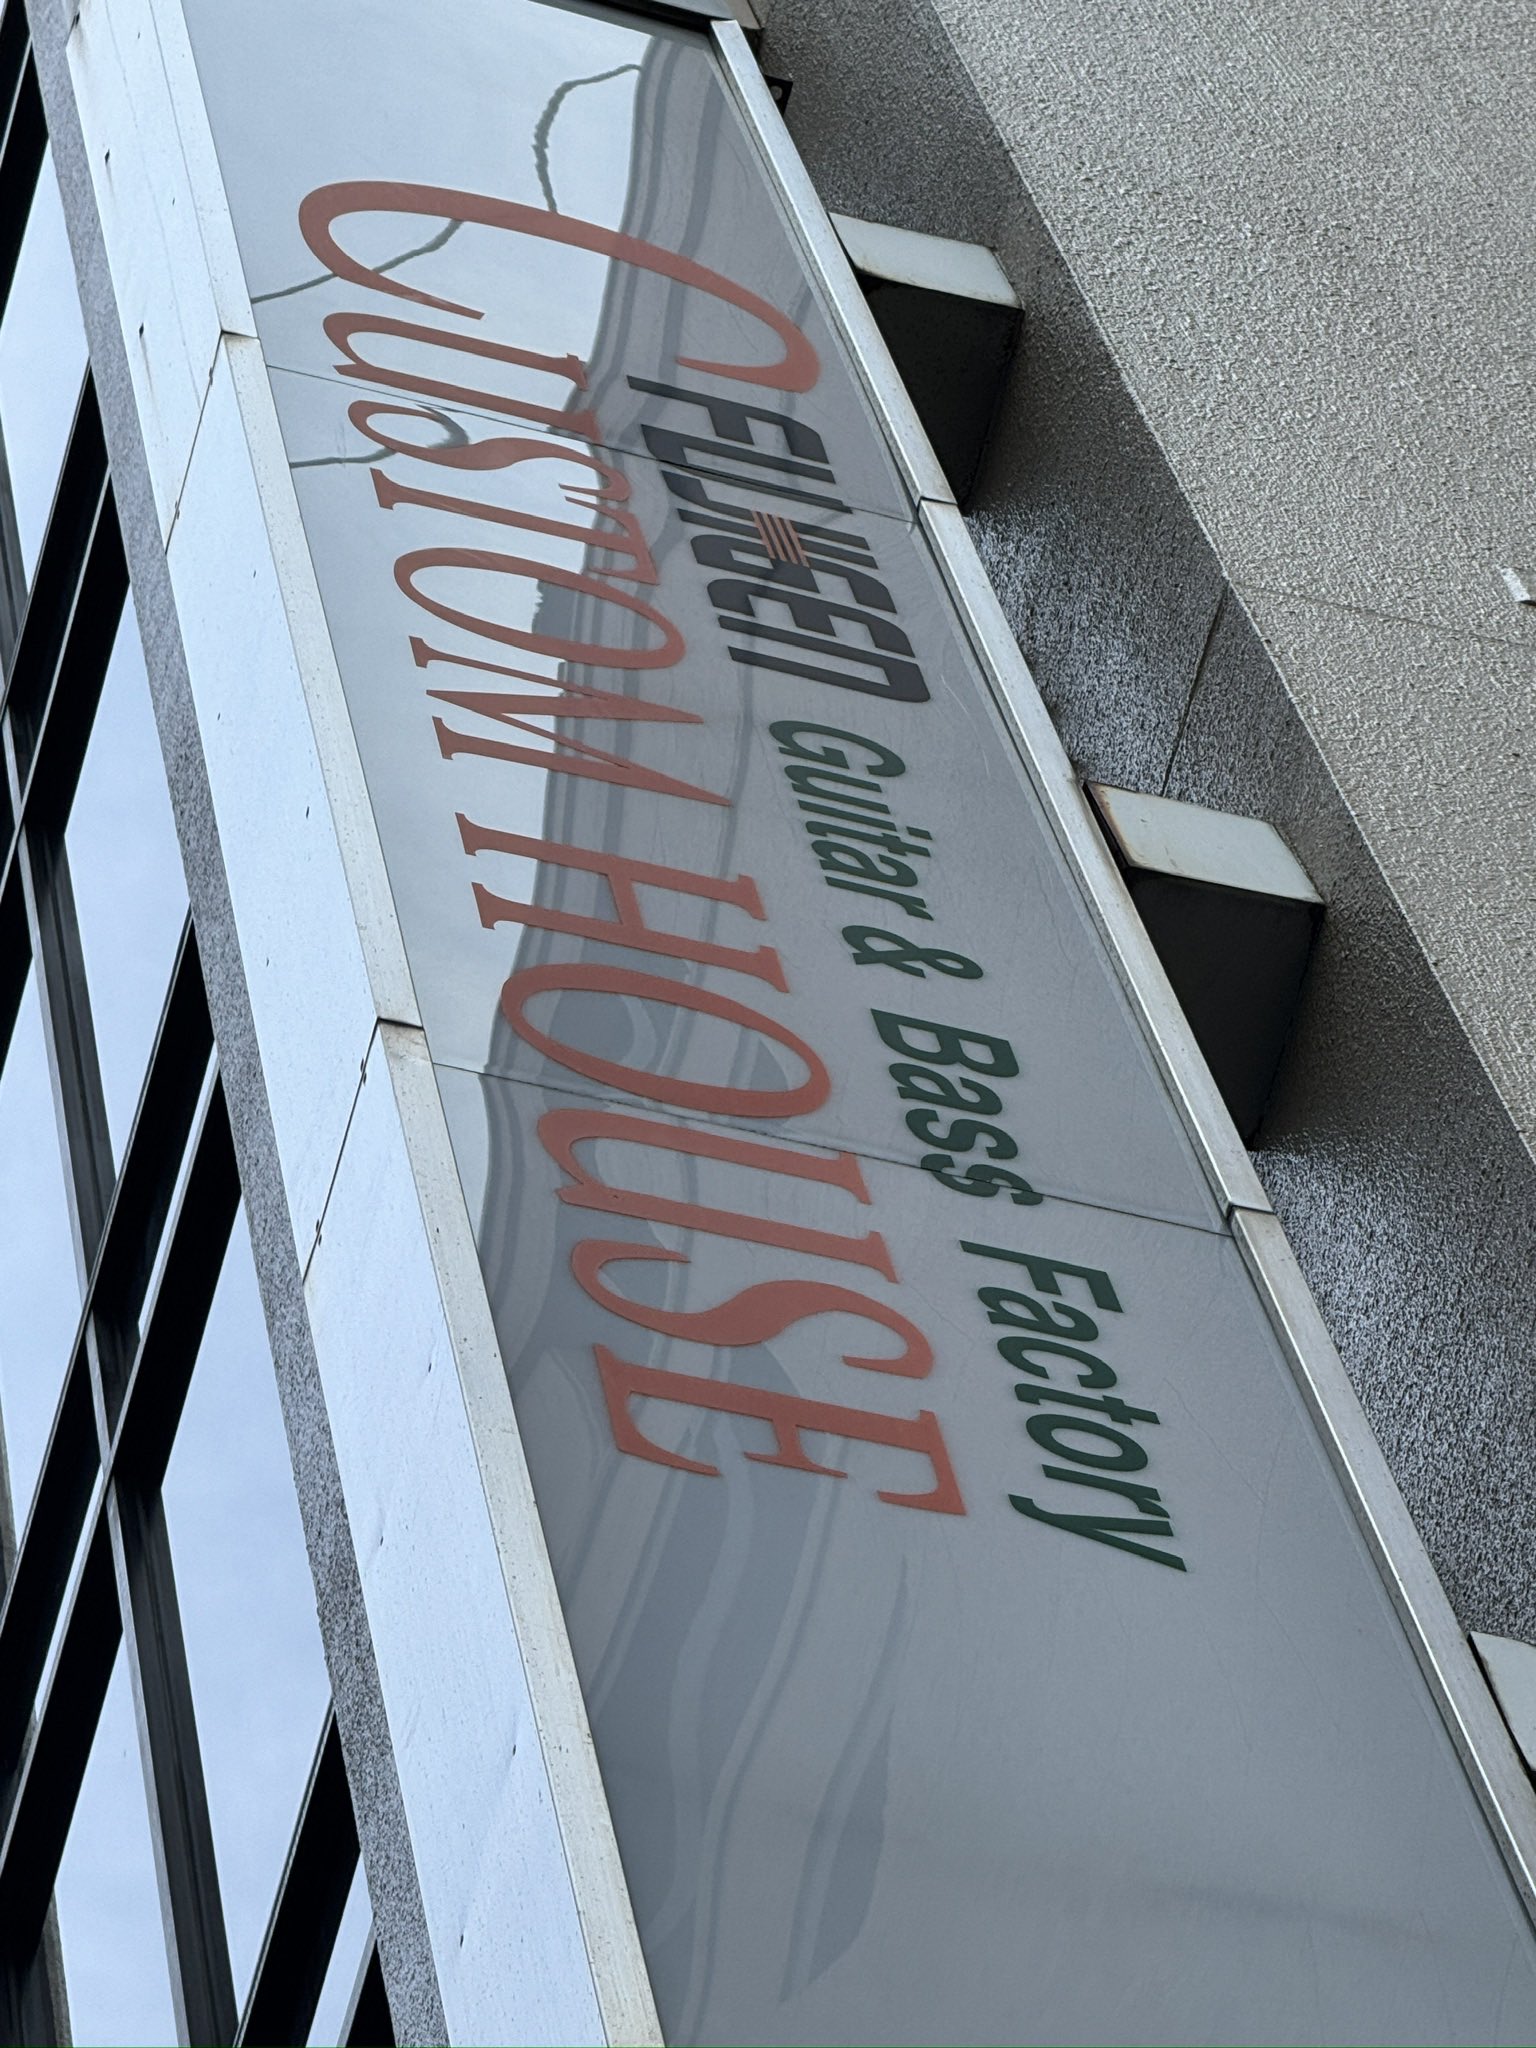 FUJIGEN Guitar & Bass Factory
CUSTOM HOUSE